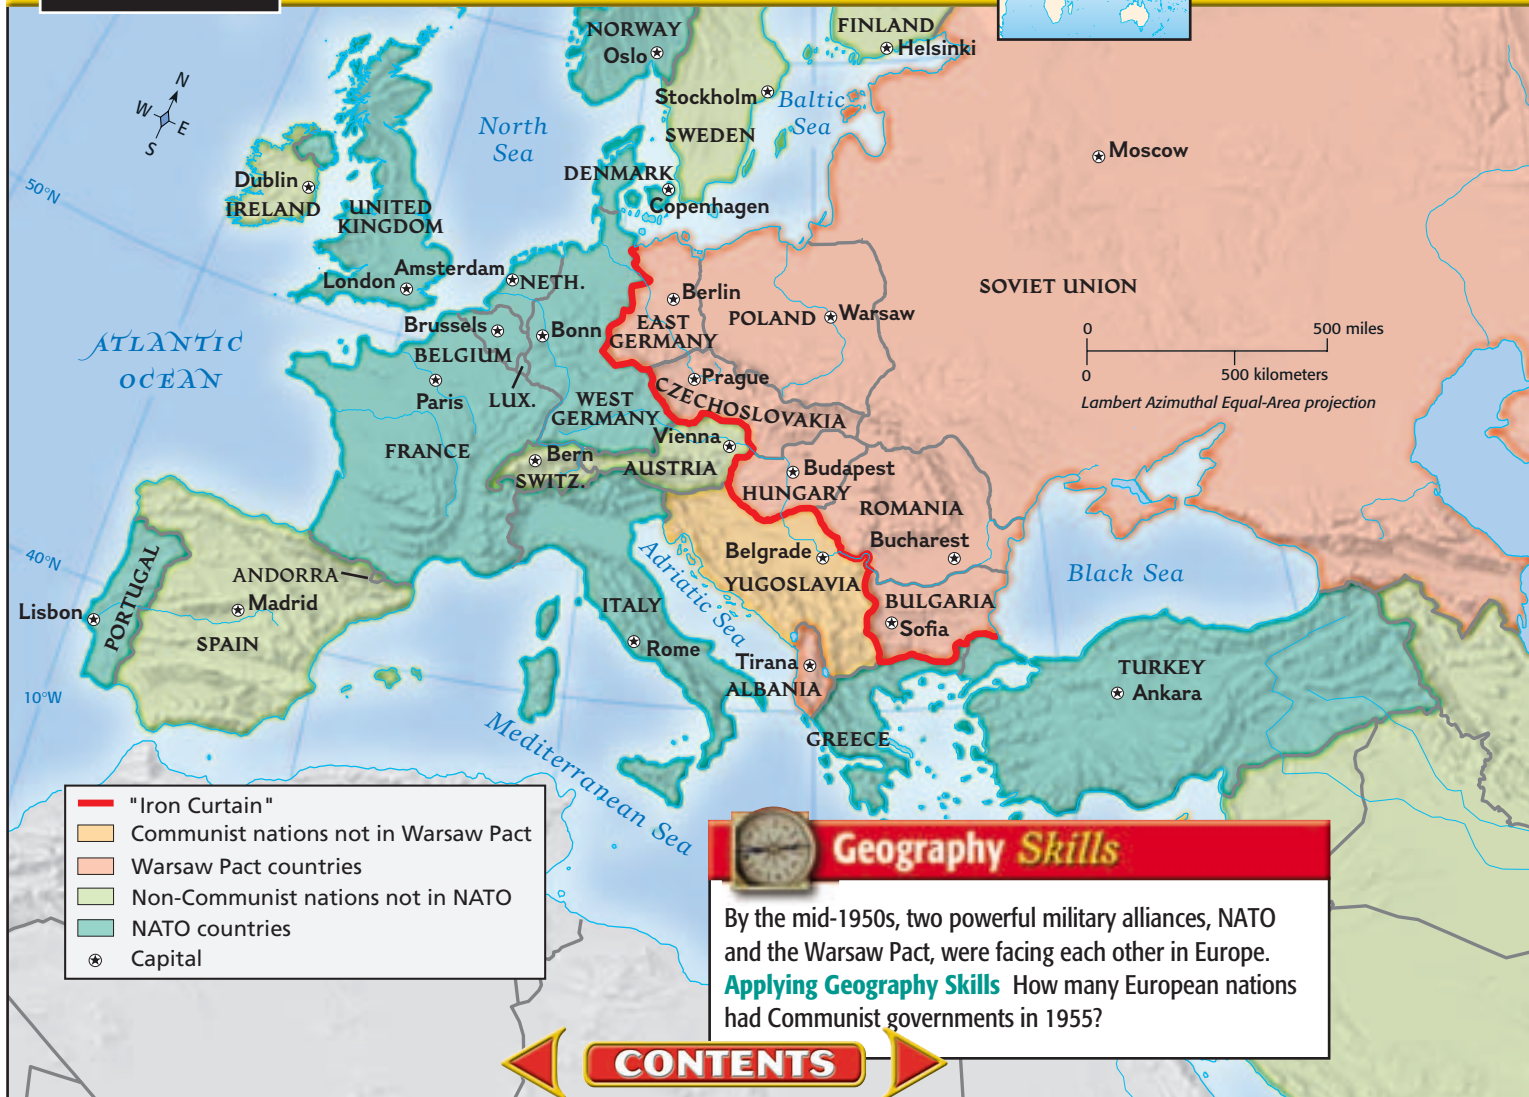 NORWAY
Oslo
FINLAND
Helsinki
Stockholm
SWEDEN
Baltic
Sea
North
Sea
Moscow
N
W
E
S
DENMARK
Copenhagen
50°N
Dublin
IRELAND
UNITED
KINGDOM
London
Amsterdam
NETH.
Berlin
EAST
GERMANY
POLAND
Warsaw
SOVIET UNION
0
500 miles
0
500 kilometers
Lambert Azimuthal Equal-Area projection
Brussels
BELGIUM
Bonn
ATLANTIC
OCEAN
Paris
LUX.
WEST
GERMANY
Prague
CZECHOSLOVAKIA
FRANCE
Vienna
Bern
SWITZ.
AUSTRIA
Budapest
HUNGARY
ROMANIA
Bucharest
Belgrade
YUGOSLAVIA
Adriatic Sea
Black Sea
40°N
PORTUGAL
ANDORRA
Lisbon
Madrid
SPAIN
ITALY
Rome
BULGARIA
Sofia
Tirana
ALBANIA
TURKEY
Ankara
10°W
GREECE
Mediterranean Sea
"Iron Curtain"
Communist nations not in Warsaw Pact
Warsaw Pact countries
Non-Communist nations not in NATO
NATO countries
Capital
Geography Skills
By the mid-1950s, two powerful military alliances, NATO
and the Warsaw Pact, were facing each other in Europe.
Applying Geography Skills How many European nations
had Communist governments in 1955?
CONTENTS